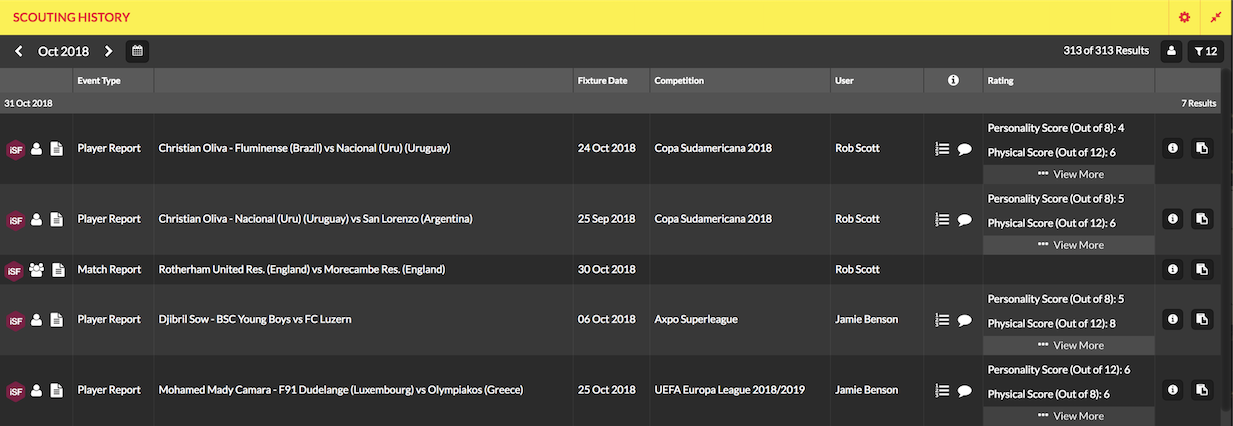 SCOUTING HISTORY
Oct 2018 313 of 313 Results 12
Event Type Fixture Date Competition User Rating
31 Oct 2018 7 Results
iSF Player Report Christian Oliva - Fluminense (Brazil) vs Nacional (Uru) (Uruguay) 24 Oct 2018 Copa Sudamericana 2018 Rob Scott
Personality Score (Out of 8): 4
Physical Score (Out of 12): 6
View More
iSF Player Report Christian Oliva - Nacional (Uru) (Uruguay) vs San Lorenzo (Argentina) 25 Sep 2018 Copa Sudamericana 2018 Rob Scott
Personality Score (Out of 8): 5
Physical Score (Out of 12): 6
View More
iSF Match Report Rotherham United Res. (England) vs Morecambe Res. (England) 30 Oct 2018 Rob Scott
iSF Player Report Djibril Sow - BSC Young Boys vs FC Luzern 06 Oct 2018 Axpo Superleague Jamie Benson
Personality Score (Out of 8): 5
Physical Score (Out of 12): 8
View More
iSF Player Report Mohamed Mady Camara - F91 Dudelange (Luxembourg) vs Olympiakos (Greece) 25 Oct 2018 UEFA Europa League 2018/2019 Jamie Benson
Personality Score (Out of 12): 6
Physical Score (Out of 8): 6
View More